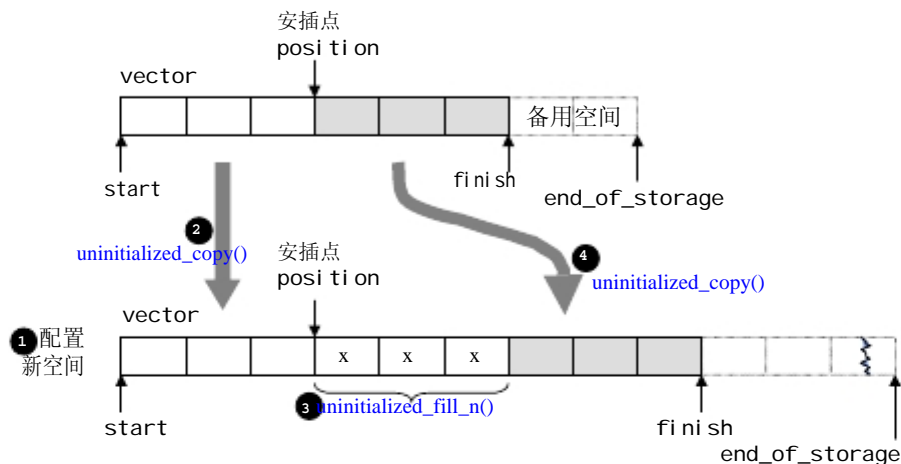 安插点
position
vector
备用空间
start
finish
end_of_storage
2
uninitialized_copy()
安插点
position
4
uninitialized_copy()
vector
1 配置
新空间
x x x
3 uninitialized_fill_n()
start
finish
end_of_storage